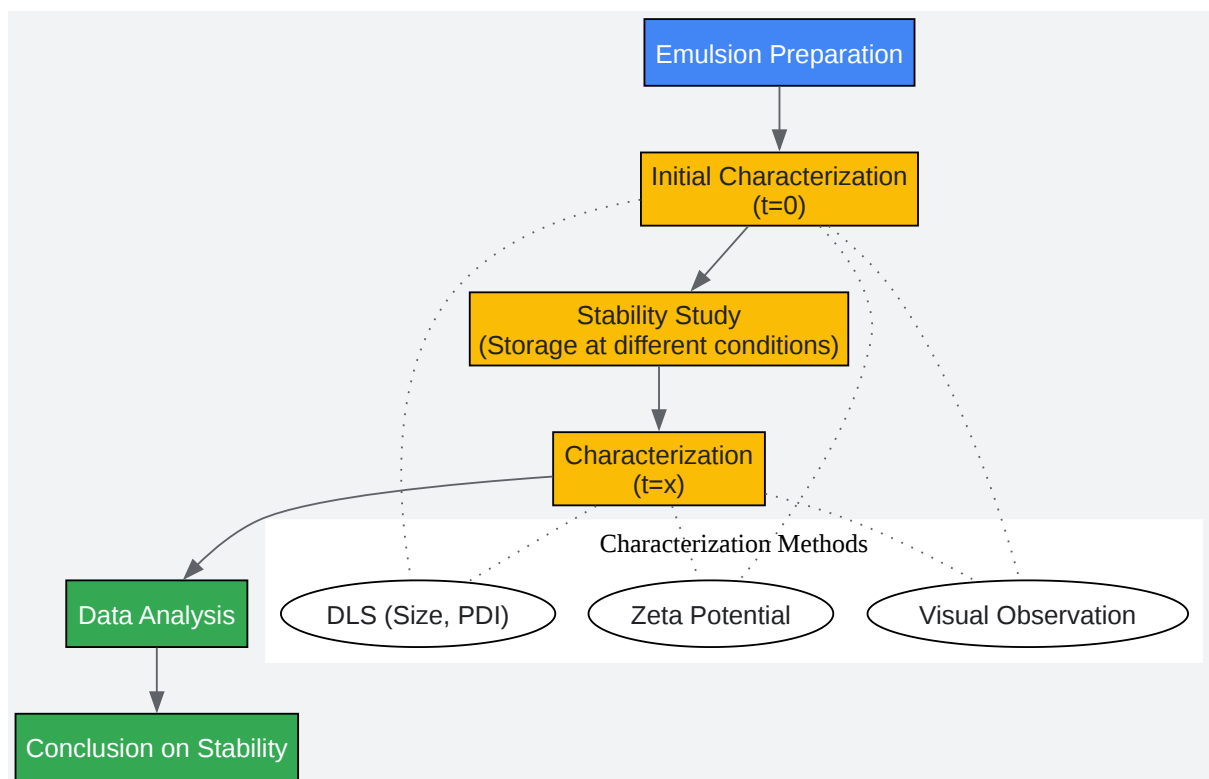 Emulsion Preparation
Initial Characterization
(t=0)
Stability Study
(Storage at different conditions)
Characterization
(t=x)
Characterization Methods
Data Analysis
DLS (Size, PDI)
Zeta Potential
Visual Observation
Conclusion on Stability